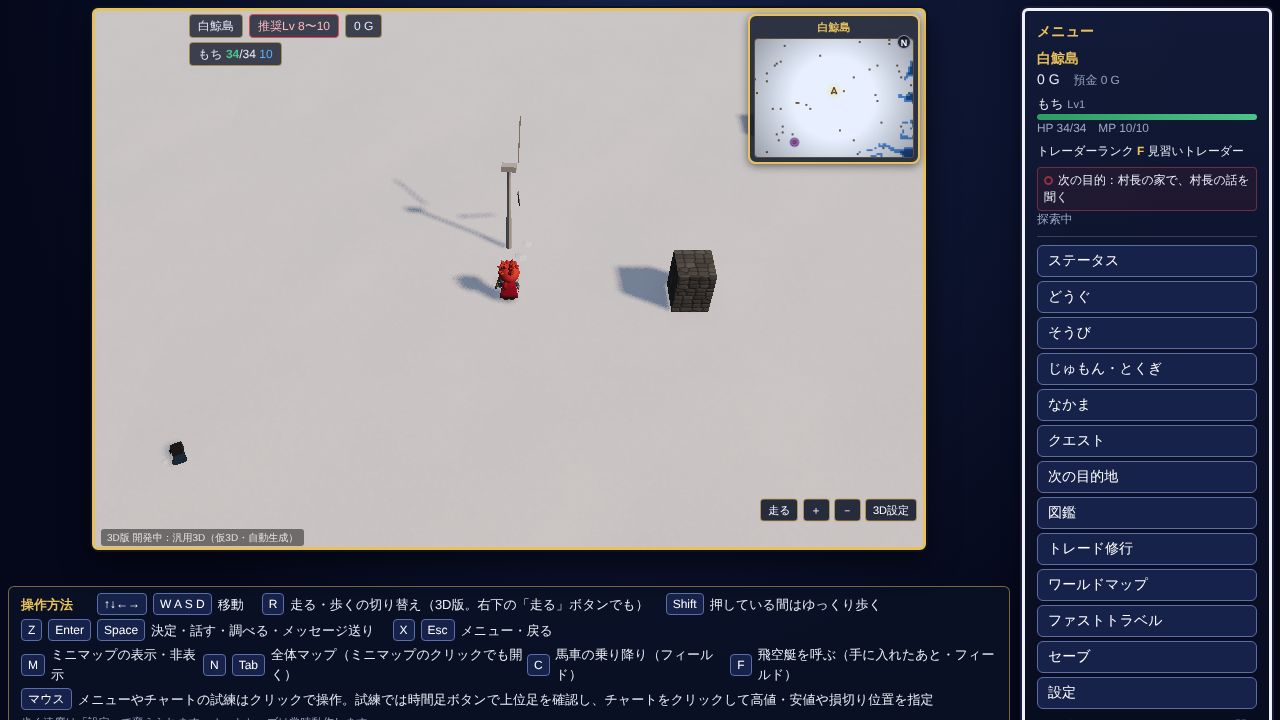 白鯨島 推奨Lv 8〜10 0 G
もち 34/34 10
白鯨島
N
A
走る + − 3D設定
3D版 開発中：汎用3D（仮3D・自動生成）
メニュー
白鯨島
0 G 預金 0 G
もち Lv1
HP 34/34 MP 10/10
トレーダーランク F 見習いトレーダー
次の目的：村長の家で、村長の話を
聞く
探索中
ステータス
どうぐ
そうび
じゅもん・とくぎ
なかま
クエスト
次の目的地
図鑑
トレード修行
ワールドマップ
ファストトラベル
セーブ
設定
操作方法 ↑↓←→ W A S D 移動 R 走る・歩くの切り替え（3D版。右下の「走る」ボタンでも） Shift 押している間はゆっくり歩く
Z Enter Space 決定・話す・調べる・メッセージ送り X Esc メニュー・戻る
M ミニマップの表示・非表示 N Tab 全体マップ（ミニマップのクリックでも開く） C 馬車の乗り降り（フィールド） F 飛空艇を呼ぶ（手に入れたあと・フィールド）
マウス メニューやチャートの試練はクリックで操作。試練では時間足ボタンで上位足を確認し、チャートをクリックして高値・安値や損切り位置を指定